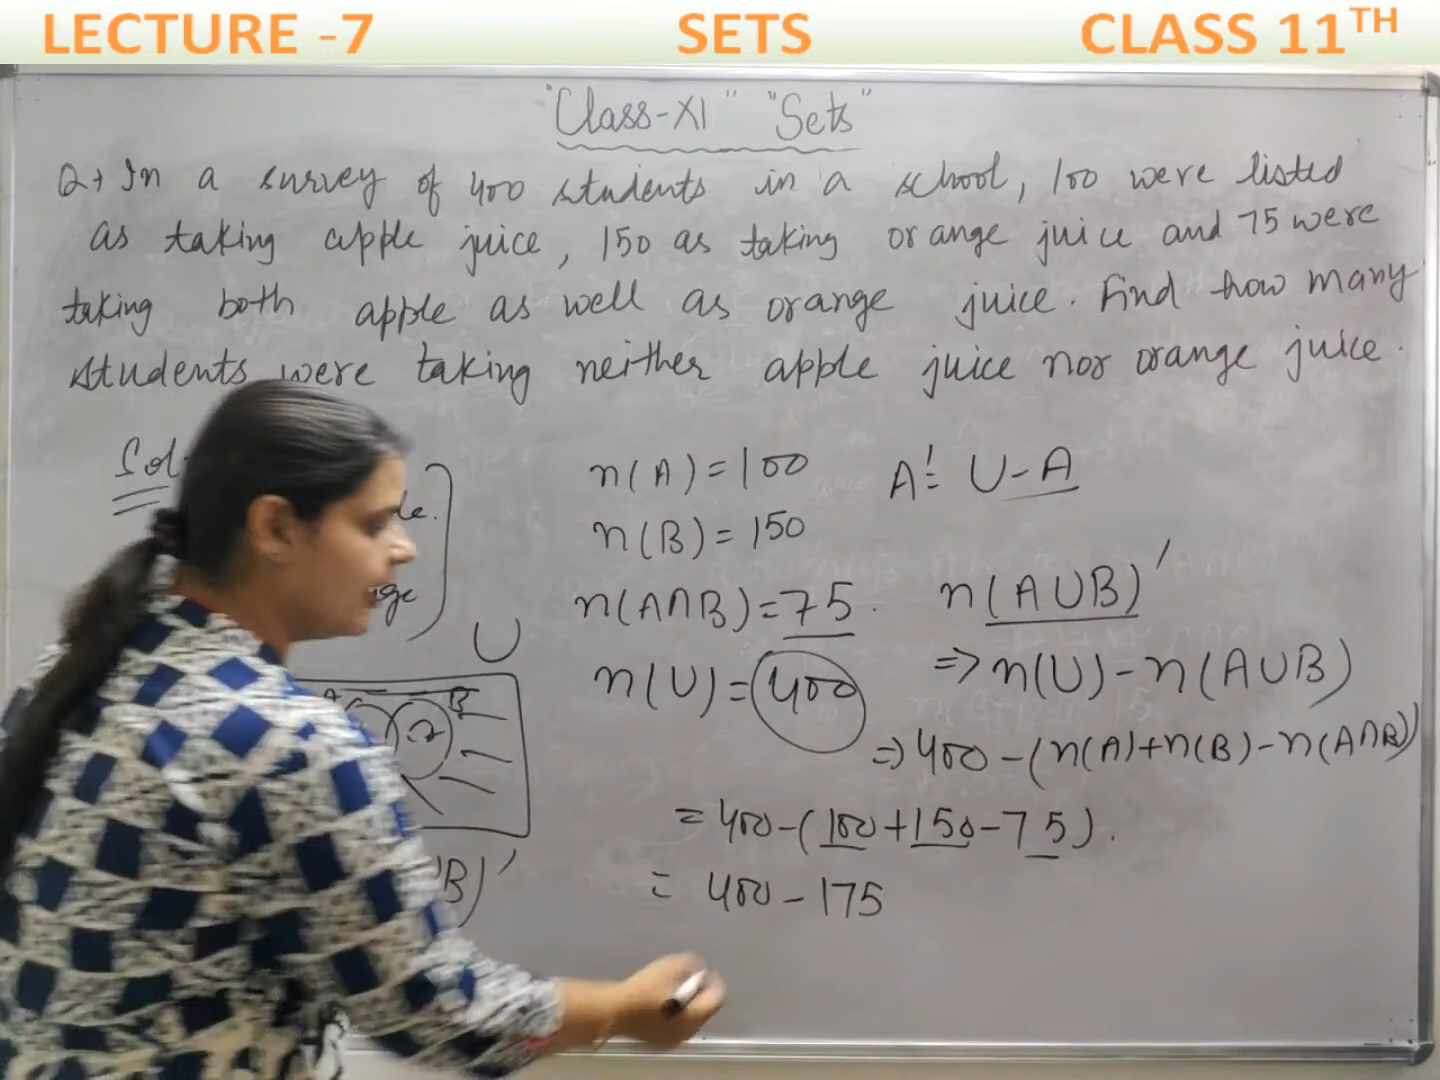 LECTURE -7 SETS CLASS 11TH
"Class-XI" "Sets"
Q→ In a survey of 400 students in a school, 100 were listed
as taking apple juice, 150 as taking orange juice and 75 were
taking both apple as well as orange juice. Find how many
students were taking neither apple juice nor orange juice.
Sol:
n(A)=100
n(B)=150
n(A∩B)=75.
n(U)=400
U
A B
B)'
A'= U-A
n(A∪B)'
⇒ n(U)-n(A∪B)
⇒ 400-(n(A)+n(B)-n(A∩B))
= 400-(100+150-75).
= 400-175